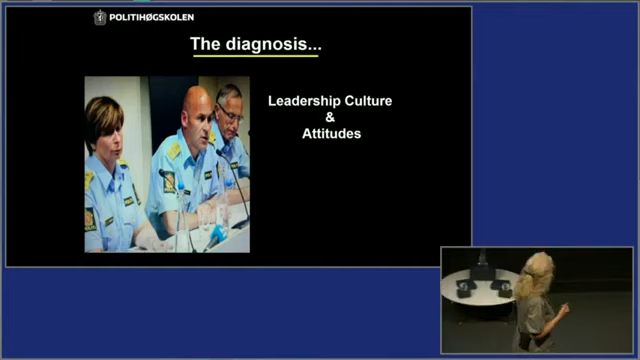 POLITIHØGSKOLEN
The diagnosis...
Leadership Culture
&
Attitudes